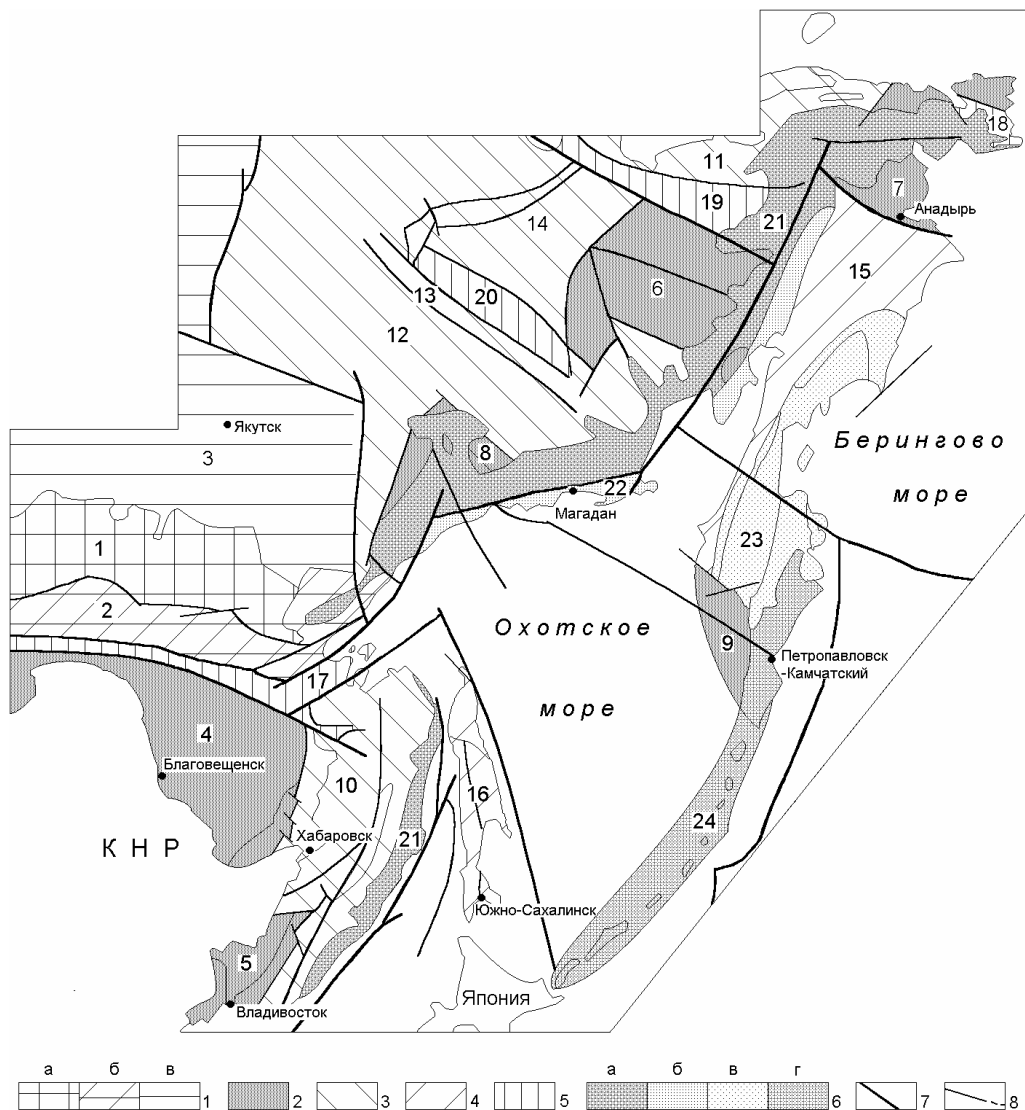 18
11
7
19
Анадырь
21
14
15
6
13
20
12
Якутск
Берингово
8
3
море
22
Магадан
1
23
2
Охотское
9
Петропавловск
-Камчатский
17
море
4
Благовещенск
10
16
24
21
Хабаровск
КНР
Южно-Сахалинск
5
Япония
Владивосток
а б в а б в г
1 2 3 4 5 6 7 8